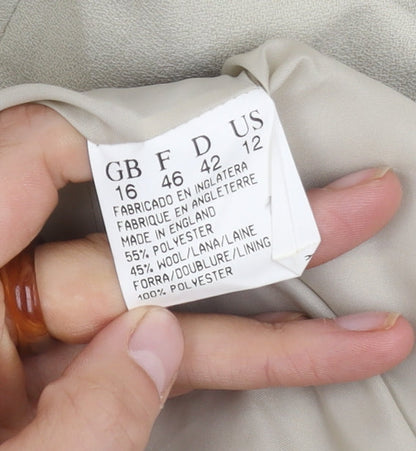 GB F D US
16 46 42 12
FABRICADO EN INGLATERA
FABRIQUE EN ANGLETERRE
MADE IN ENGLAND
55% POLYESTER
45% WOOL/LANA/LAINE
FORRA/DOUBLURE/LINING
100% POLYESTER